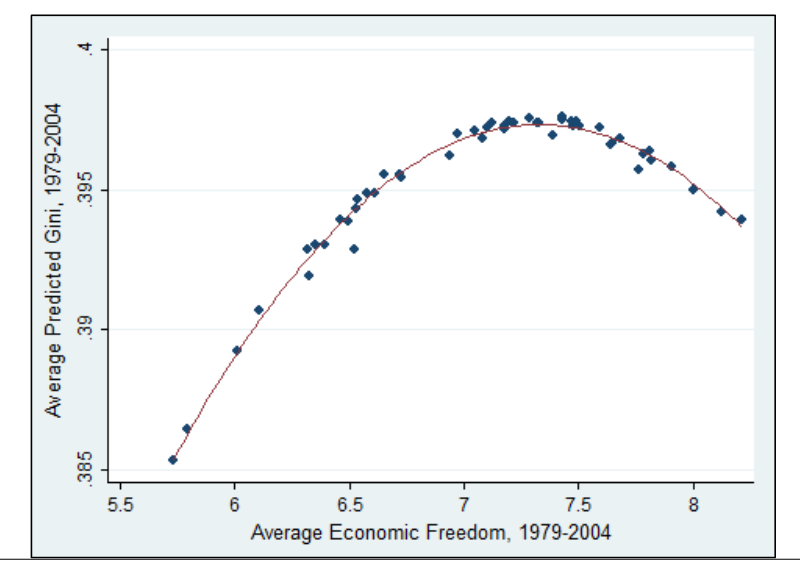 Average Predicted Gini, 1979-2004
.4
.395
.39
.385
5.5 6 6.5 7 7.5 8
Average Economic Freedom, 1979-2004